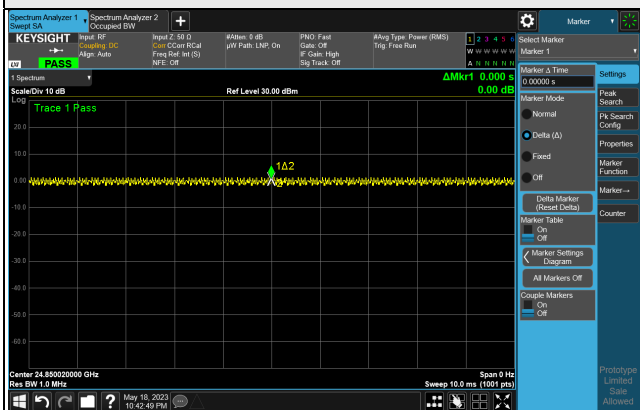 Spectrum Analyzer 1
Swept SA
Spectrum Analyzer 2
Occupied BW
Marker
KEYSIGHT
Input: RF
Coupling: DC
Align: Auto
Input Z: 50 Ω
Corr CCorr RCal
Freq Ref: Int (S)
NFE: Off
#Atten: 0 dB
µW Path: LNP, On
PNO: Fast
Gate: Off
IF Gain: High
Sig Track: Off
#Avg Type: Power (RMS)
Trig: Free Run
1 2 3 4 5 6
W W W W W W
A N N N N N
LXI
PASS
Select Marker
Marker 1
1 Spectrum
Scale/Div 10 dB
Ref Level 30.00 dBm
ΔMkr1 0.000 s
0.00 dB
Log
Trace 1 Pass
20.0
10.0
0.00
-10.0
-20.0
-30.0
-40.0
-50.0
-60.0
1Δ2
Center 24.850020000 GHz
Res BW 1.0 MHz
Span 0 Hz
Sweep 10.0 ms (1001 pts)
Marker Δ Time
0.00000 s
Marker Mode
Normal
Delta (Δ)
Fixed
Off
Delta Marker
(Reset Delta)
Marker Table
On
Off
Marker Settings
Diagram
All Markers Off
Couple Markers
On
Off
Settings
Peak
Search
Pk Search
Config
Properties
Marker
Function
Marker→
Counter
Prototype
Limited
Sale
Allowed
May 18, 2023
10:42:49 PM